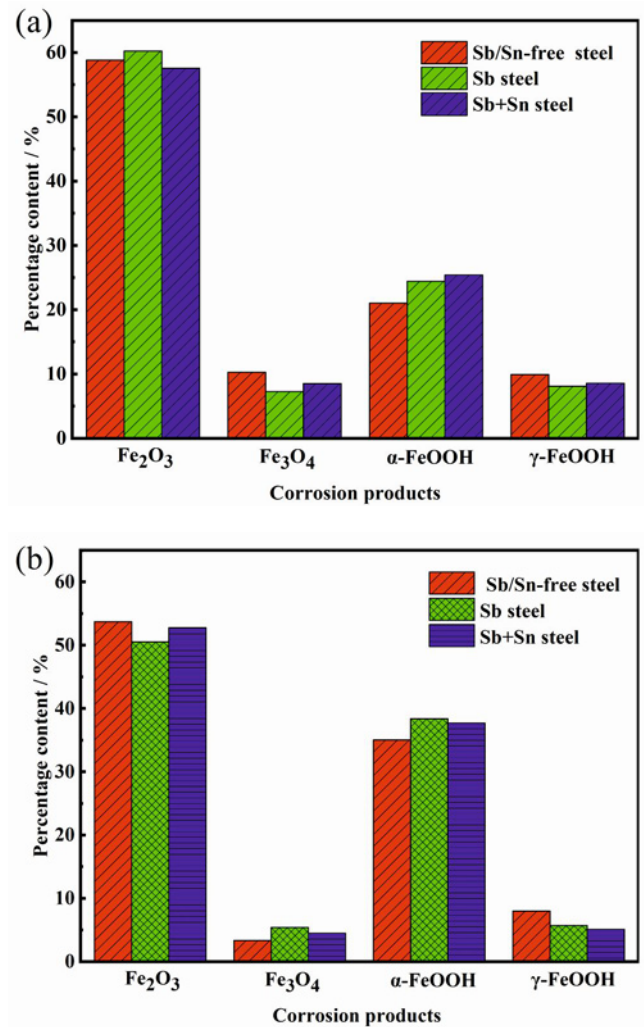 (a)
Sb/Sn-free steel
Sb steel
Sb+Sn steel
Percentage content / %
60
50
40
30
20
10
0
Fe₂O₃ Fe₃O₄ α-FeOOH γ-FeOOH
Corrosion products
(b)
Sb/Sn-free steel
Sb steel
Sb+Sn steel
Percentage content / %
60
50
40
30
20
10
0
Fe₂O₃ Fe₃O₄ α-FeOOH γ-FeOOH
Corrosion products